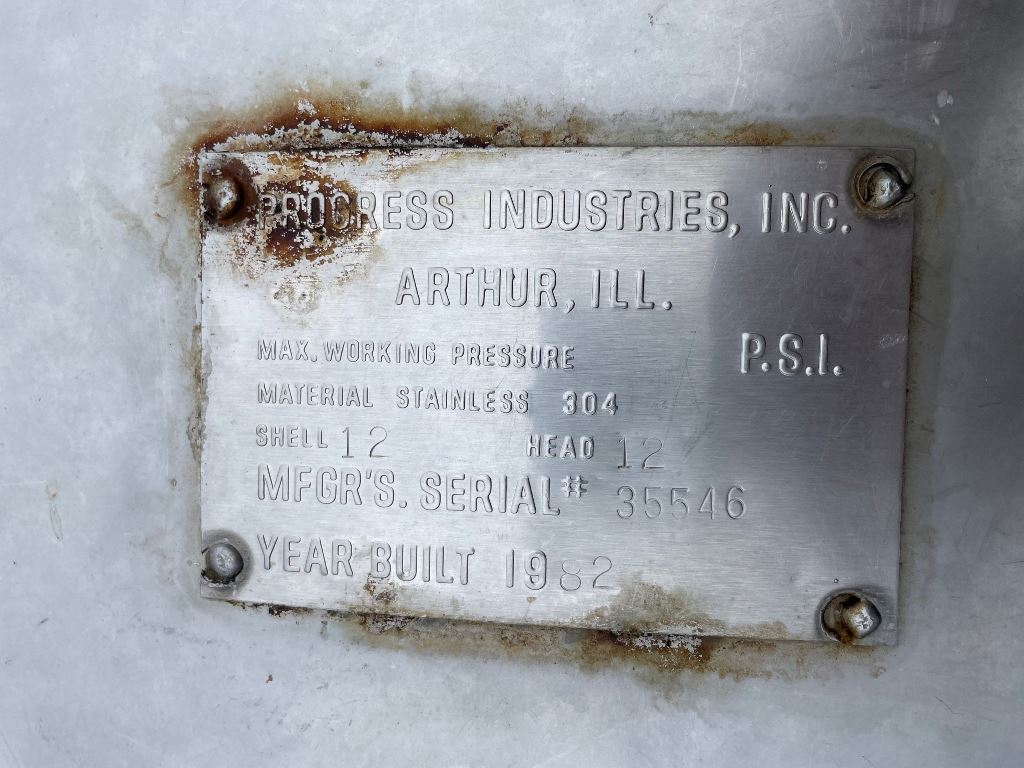 PROGRESS INDUSTRIES, INC.
ARTHUR, ILL.
MAX. WORKING PRESSURE P.S.I.
MATERIAL STAINLESS 304
SHELL 12 HEAD 12
MFGR'S. SERIAL# 35546
YEAR BUILT 1982